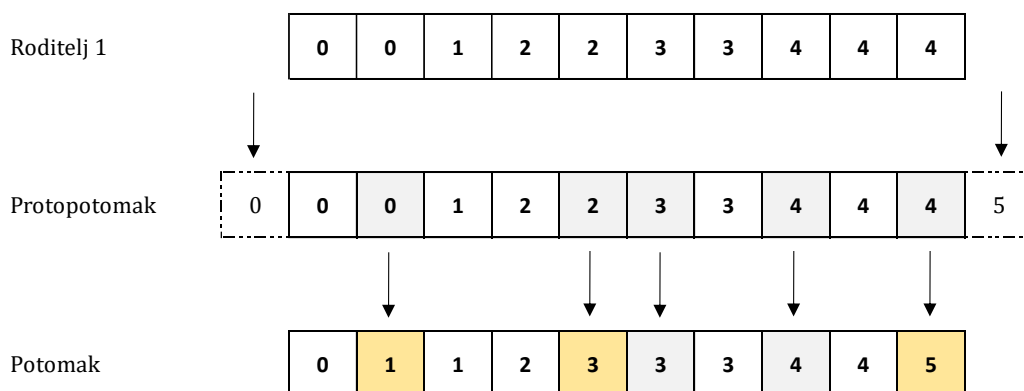 Roditelj 1 0 0 1 2 2 3 3 4 4 4
Protopotomak 0 0 0 1 2 2 3 3 4 4 4 5
Potomak 0 1 1 2 3 3 3 4 4 5